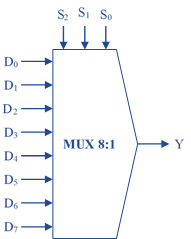 S₂ S₁ S₀
D₀
D₁
D₂
D₃
MUX 8:1 Y
D₄
D₅
D₆
D₇